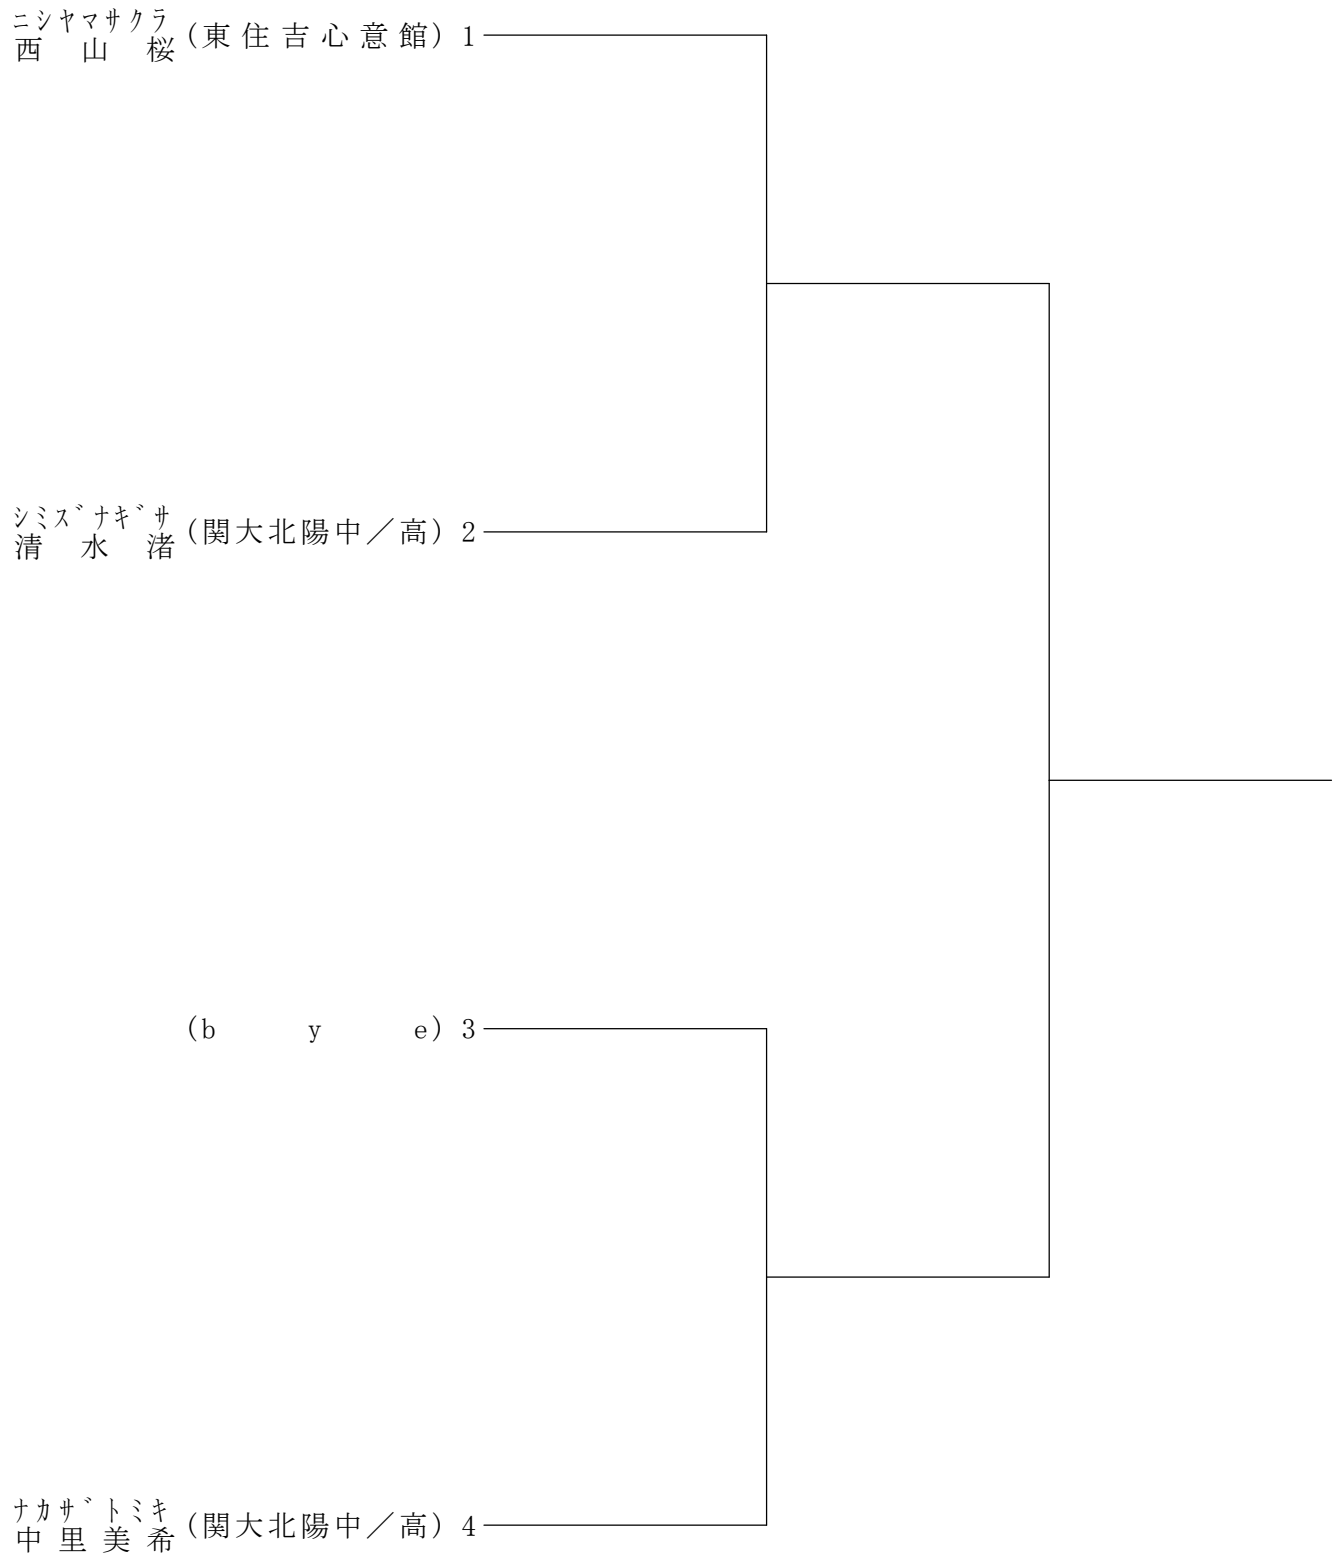 ニシヤマサクラ
西山桜 (東住吉心意館) 1
シミズナギサ
清水渚 (関大北陽中／高) 2
(bye) 3
ナカザトミキ
中里美希 (関大北陽中／高) 4